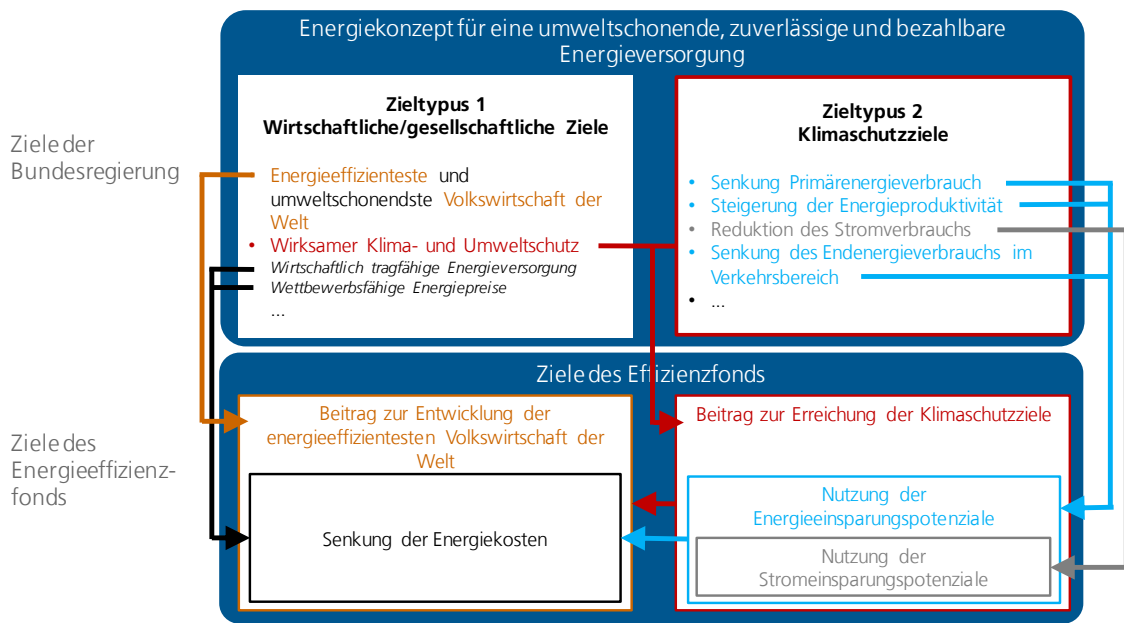 Energiekonzept für eine umweltschonende, zuverlässige und bezahlbare
Energieversorgung
Ziele der
Bundesregierung
Zieltypus 1
Wirtschaftliche/gesellschaftliche Ziele
Energieeffizienteste und
umweltschonendste Volkswirtschaft der
Welt
• Wirksamer Klima- und Umweltschutz
Wirtschaftlich tragfähige Energieversorgung
Wettbewerbsfähige Energiepreise
...
Zieltypus 2
Klimaschutzziele
• Senkung Primärenergieverbrauch
• Steigerung der Energieproduktivität
• Reduktion des Stromverbrauchs
• Senkung des Endenergieverbrauchs im
Verkehrsbereich
• ...
Ziele des Effizienzfonds
Ziele des
Energieeffizienz-
fonds
Beitrag zur Entwicklung der
energieeffizientesten Volkswirtschaft der
Welt
Senkung der Energiekosten
Beitrag zur Erreichung der Klimaschutzziele
Nutzung der
Energieeinsparungspotenziale
Nutzung der
Stromeinsparungspotenziale